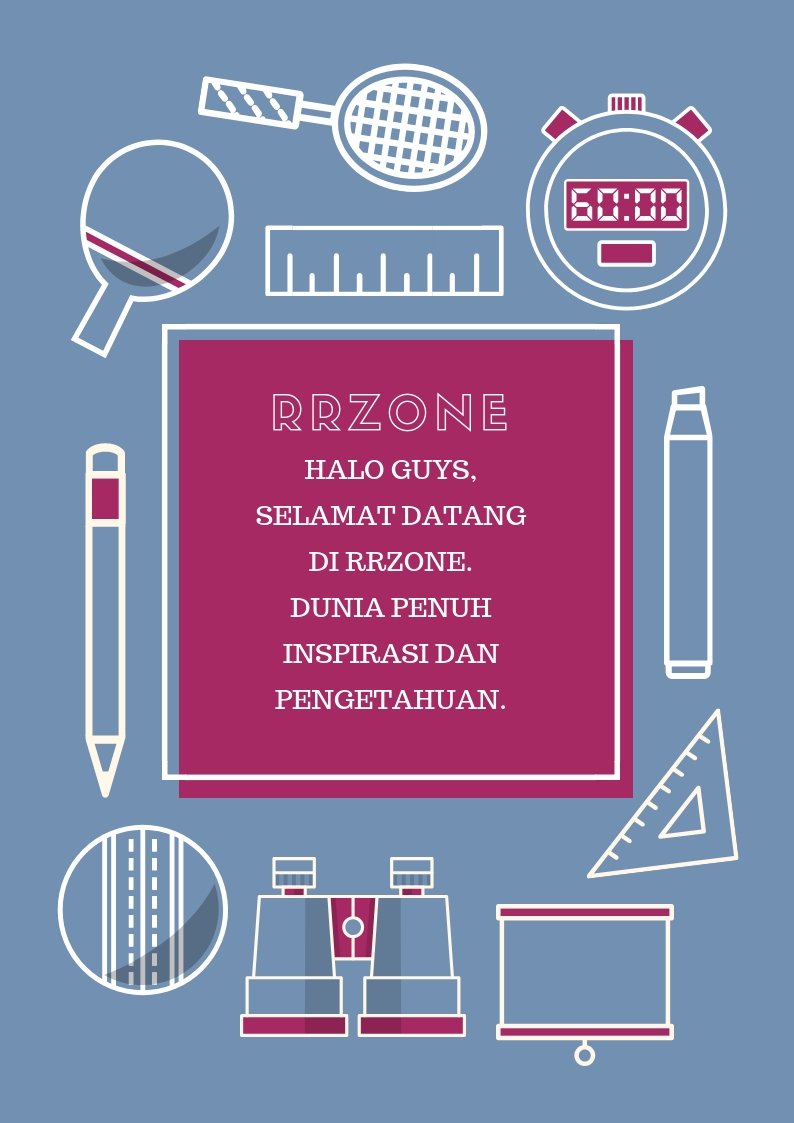 60:00
RRZONE
HALO GUYS,
SELAMAT DATANG
DI RRZONE.
DUNIA PENUH
INSPIRASI DAN
PENGETAHUAN.